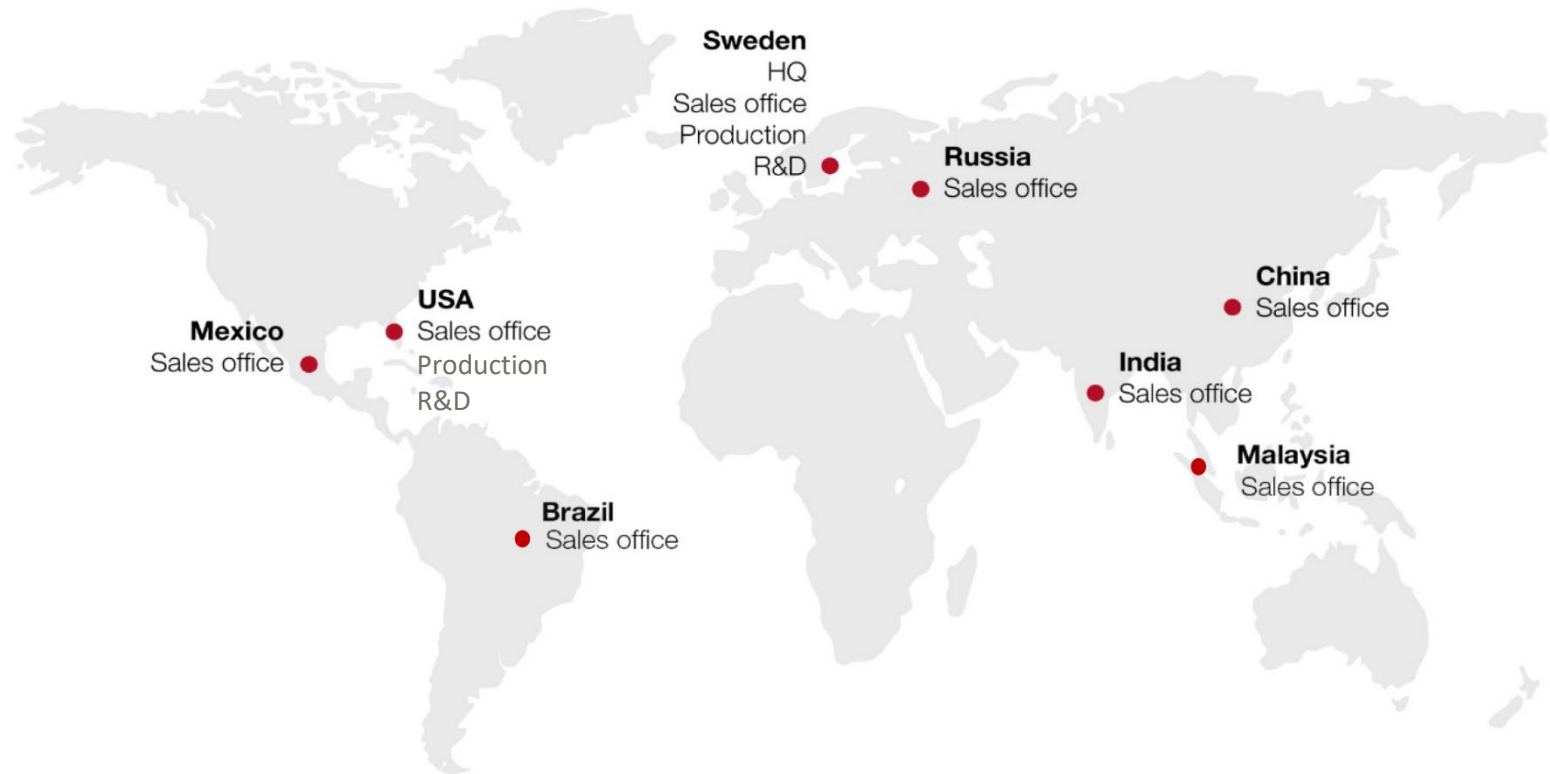 Sweden
HQ
Sales office
Production
R&D
Russia
Sales office
China
Sales office
USA
Sales office
Production
R&D
Mexico
Sales office
India
Sales office
Malaysia
Sales office
Brazil
Sales office